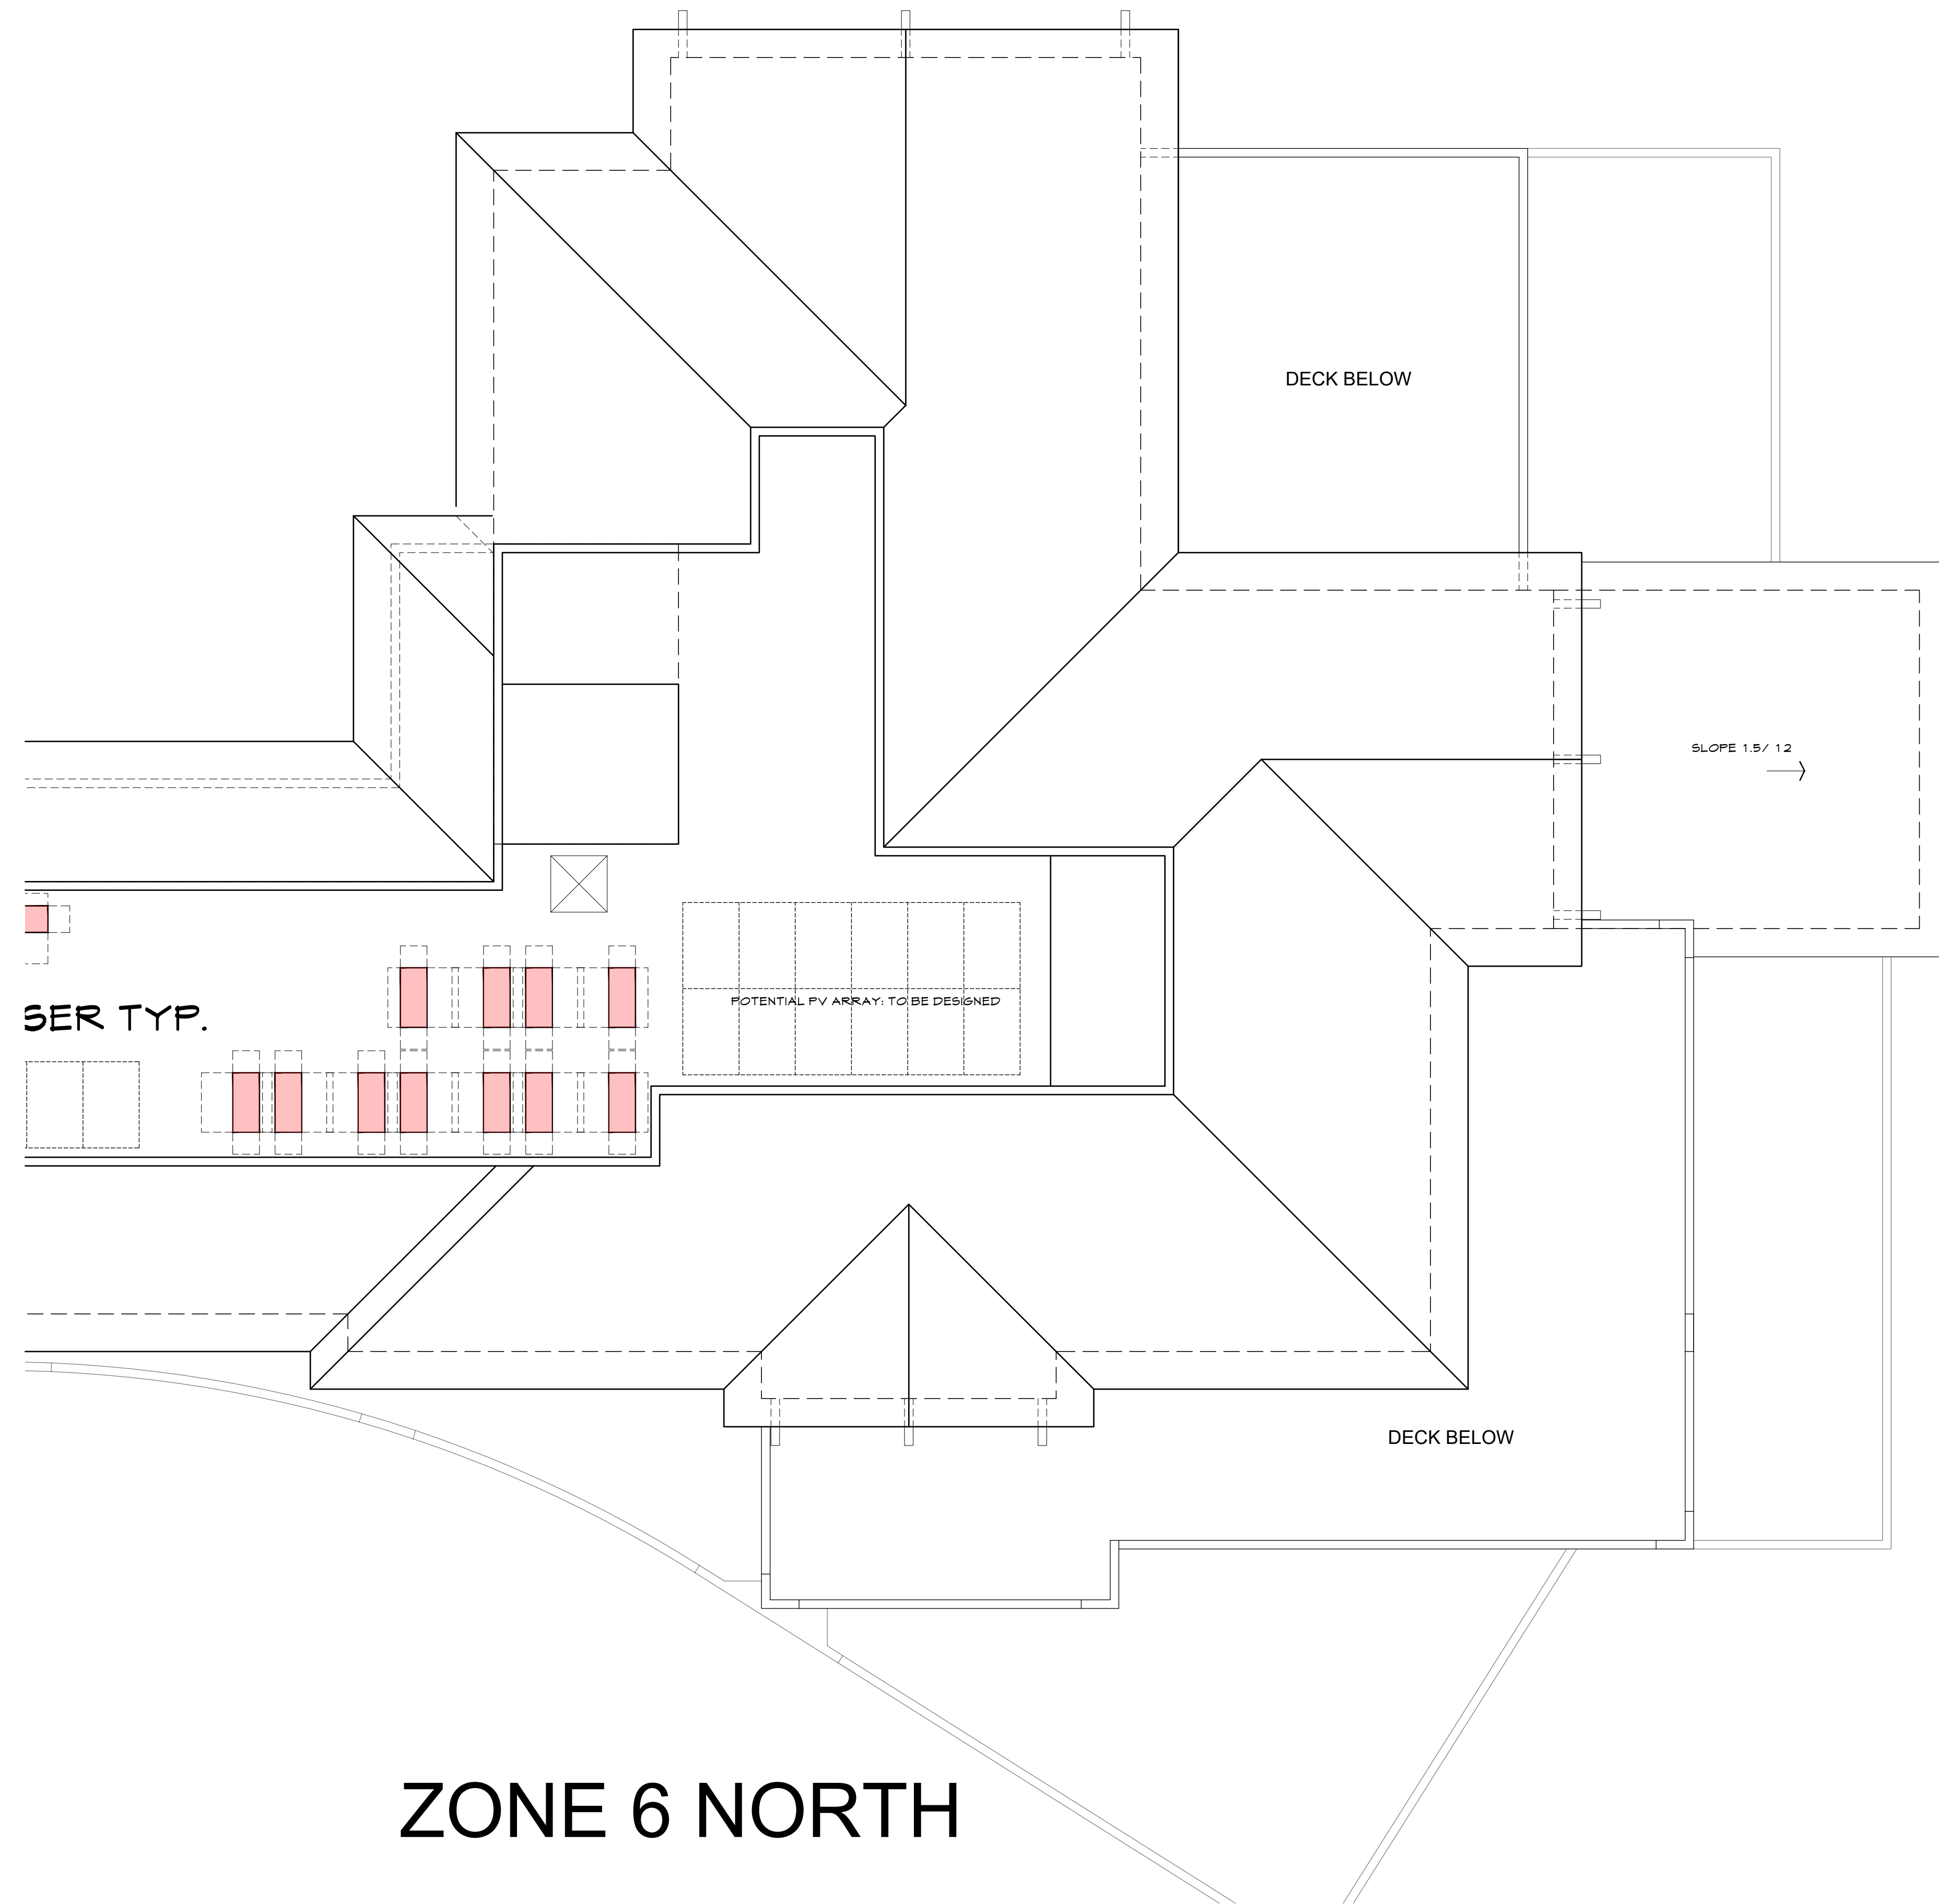 DECK BELOW
SLOPE 1.5/ 12
POTENTIAL PV ARRAY: TO BE DESIGNED
SER TYP.
DECK BELOW
ZONE 6 NORTH